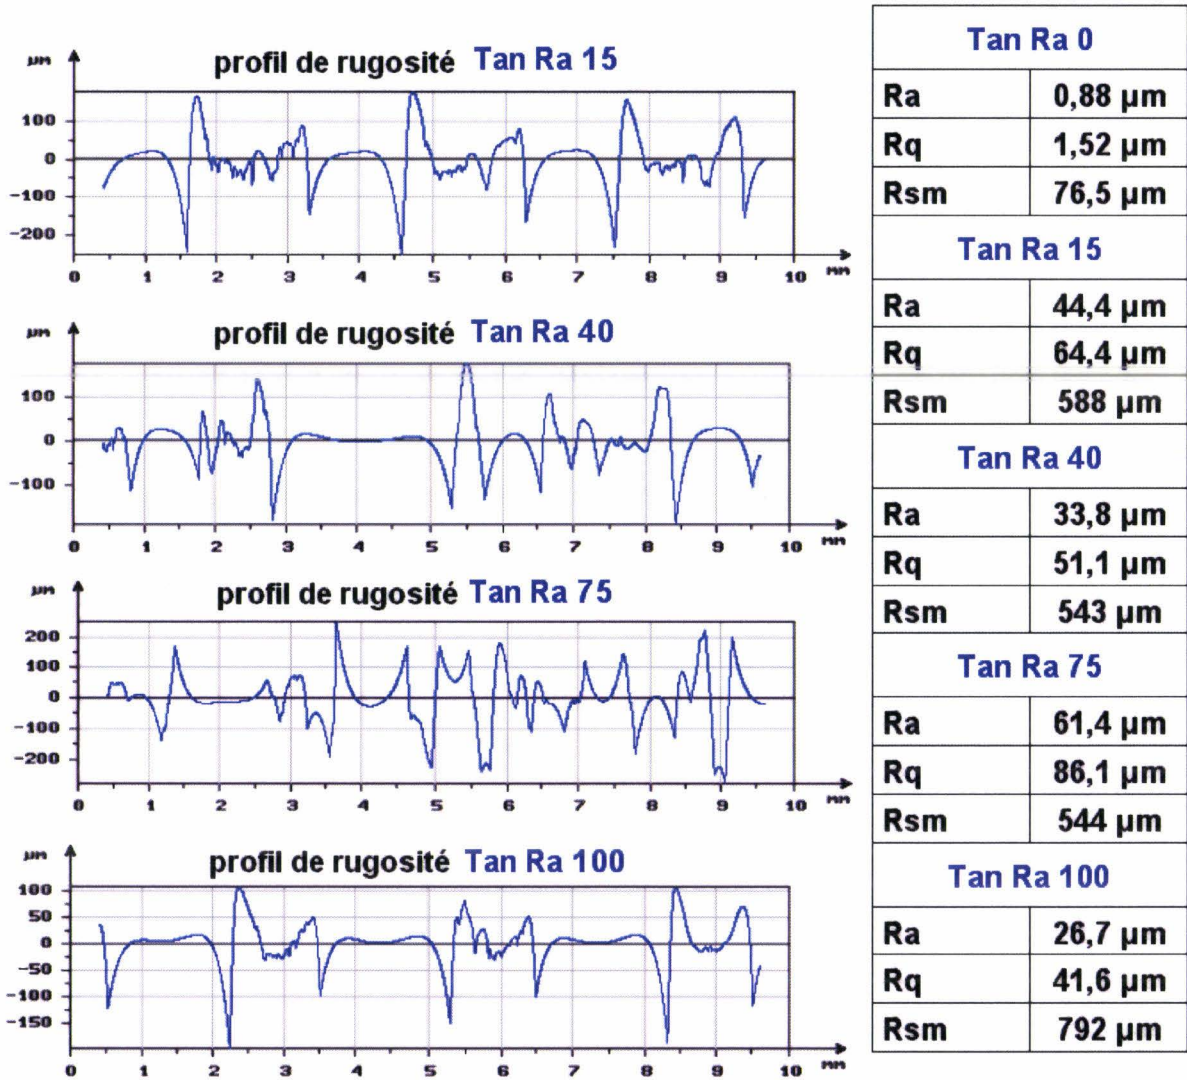 µm
profil de rugosité Tan Ra 15
100
0
-100
-200
0 1 2 3 4 5 6 7 8 9 10
mm
µm
profil de rugosité Tan Ra 40
100
0
-100
0 1 2 3 4 5 6 7 8 9 10
mm
µm
profil de rugosité Tan Ra 75
200
100
0
-100
-200
0 1 2 3 4 5 6 7 8 9 10
mm
µm
profil de rugosité Tan Ra 100
100
50
0
-50
-100
-150
0 1 2 3 4 5 6 7 8 9 10
mm
Tan Ra 0
Ra 0,88 µm
Rq 1,52 µm
Rsm 76,5 µm
Tan Ra 15
Ra 44,4 µm
Rq 64,4 µm
Rsm 588 µm
Tan Ra 40
Ra 33,8 µm
Rq 51,1 µm
Rsm 543 µm
Tan Ra 75
Ra 61,4 µm
Rq 86,1 µm
Rsm 544 µm
Tan Ra 100
Ra 26,7 µm
Rq 41,6 µm
Rsm 792 µm